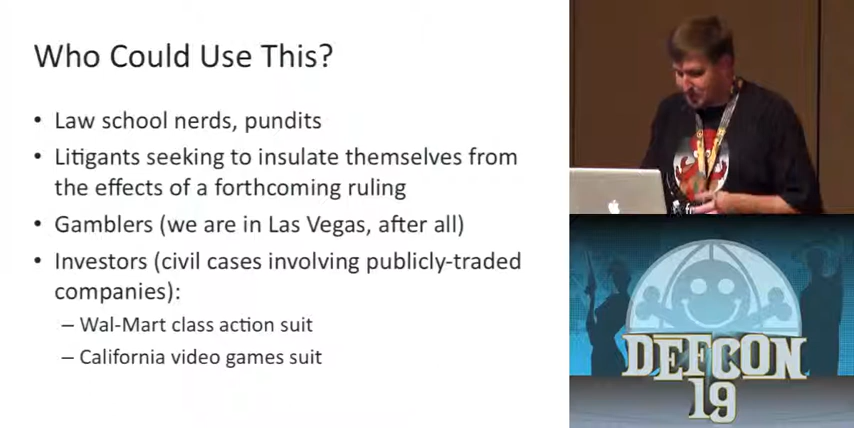 Who Could Use This?
• Law school nerds, pundits
• Litigants seeking to insulate themselves from
the effects of a forthcoming ruling
• Gamblers (we are in Las Vegas, after all)
• Investors (civil cases involving publicly-traded
companies):
– Wal-Mart class action suit
– California video games suit
DEFCON
19